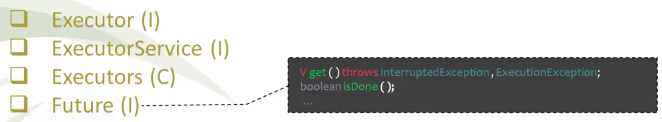 Executor (I)
ExecutorService (I)
Executors (C)
Future (I)
V get () throws InterruptedException, ExecutionException;
boolean isDone ();
...